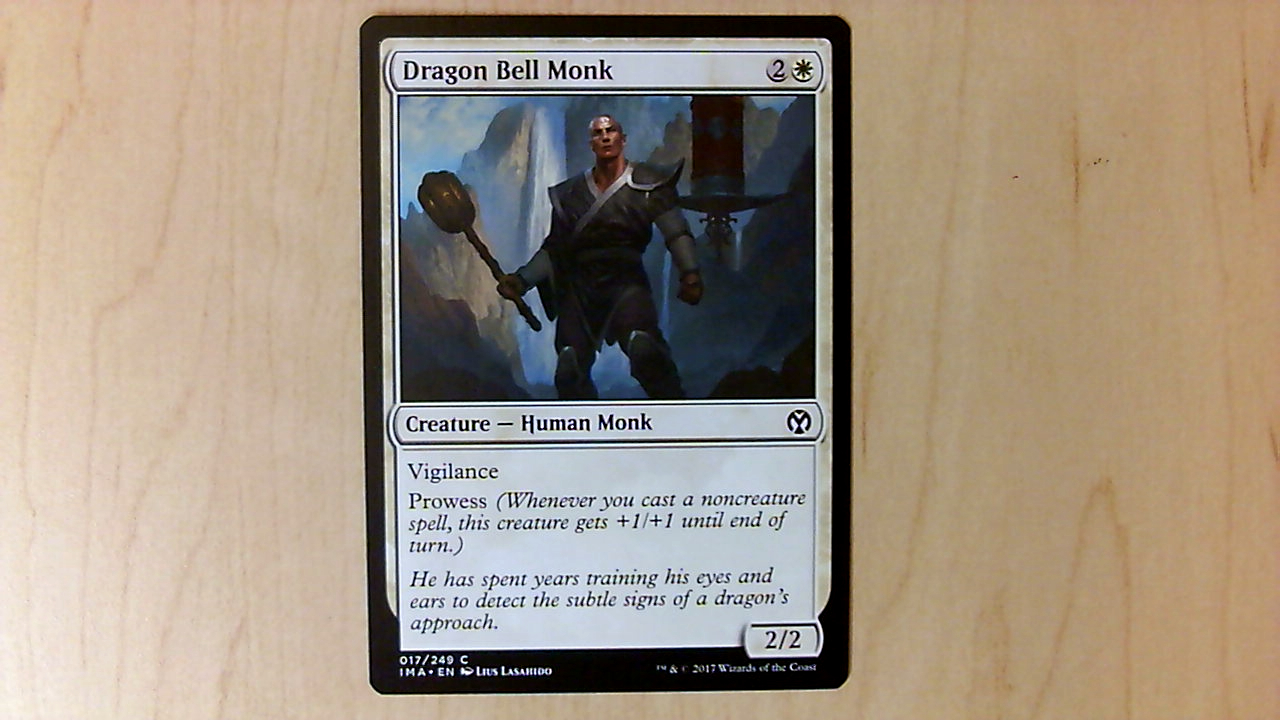 Dragon Bell Monk 2
Creature — Human Monk
Vigilance
Prowess (Whenever you cast a noncreature
spell, this creature gets +1/+1 until end of
turn.)
He has spent years training his eyes and
ears to detect the subtle signs of a dragon's
approach.
2/2
017/249 C
IMA • EN Lius Lasahido
™ & © 2017 Wizards of the Coast